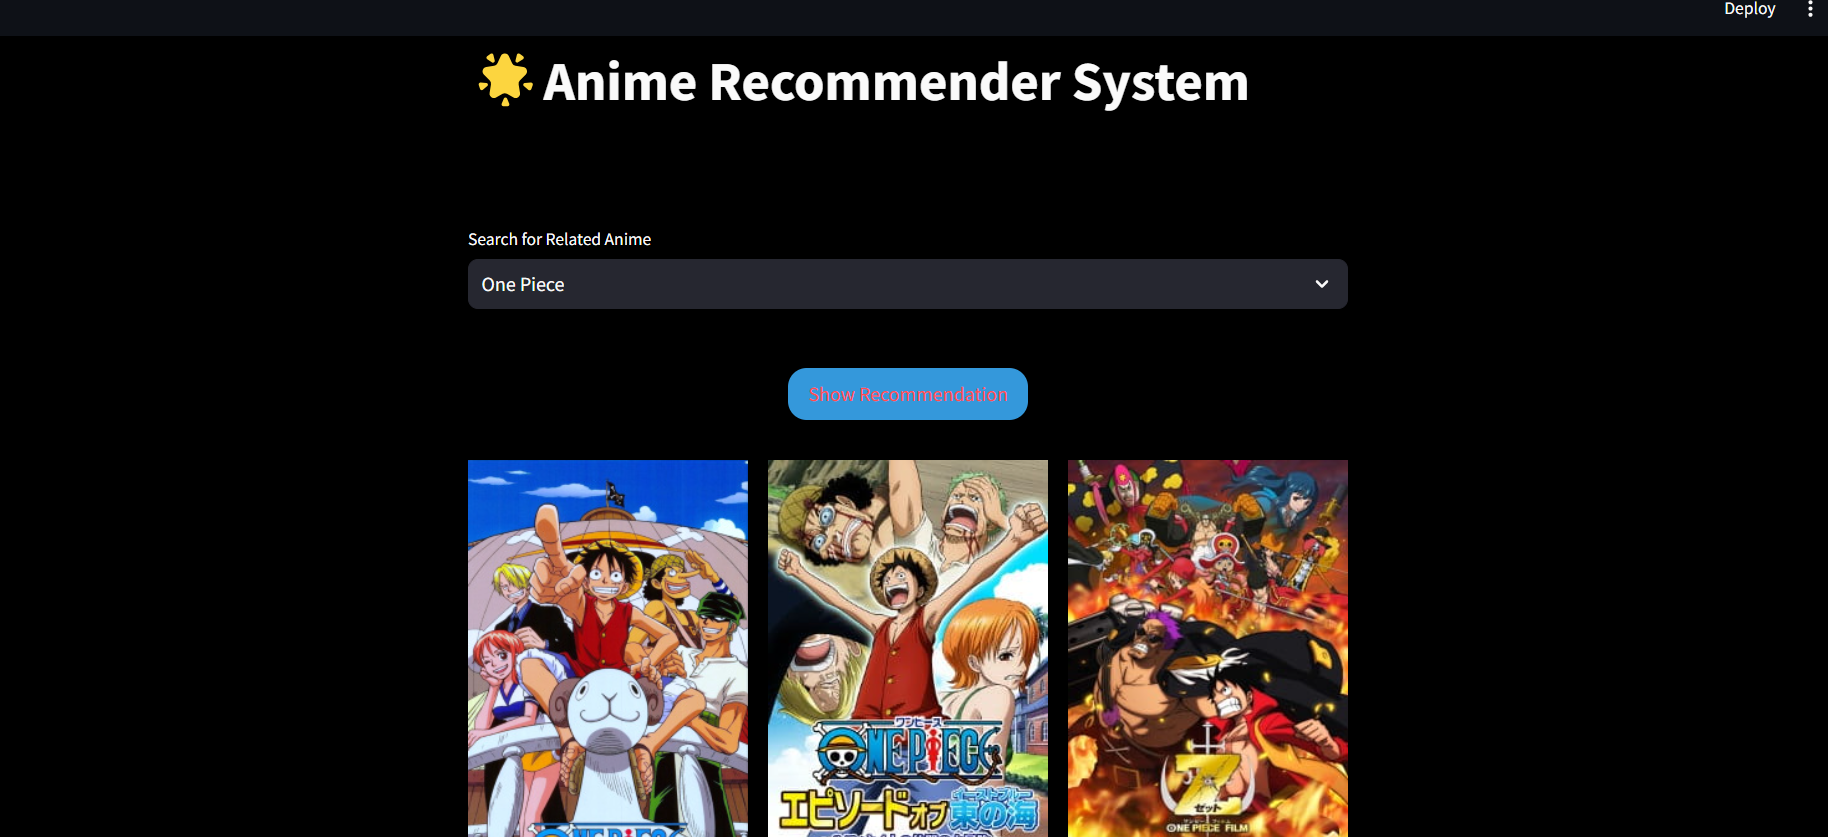 Deploy
Anime Recommender System
Search for Related Anime
One Piece
Show Recommendation
ワンピース
ONE PIECE
エピソードオブ
イーストブルー
東の海
Z
ゼット
ONE PIECE FILM